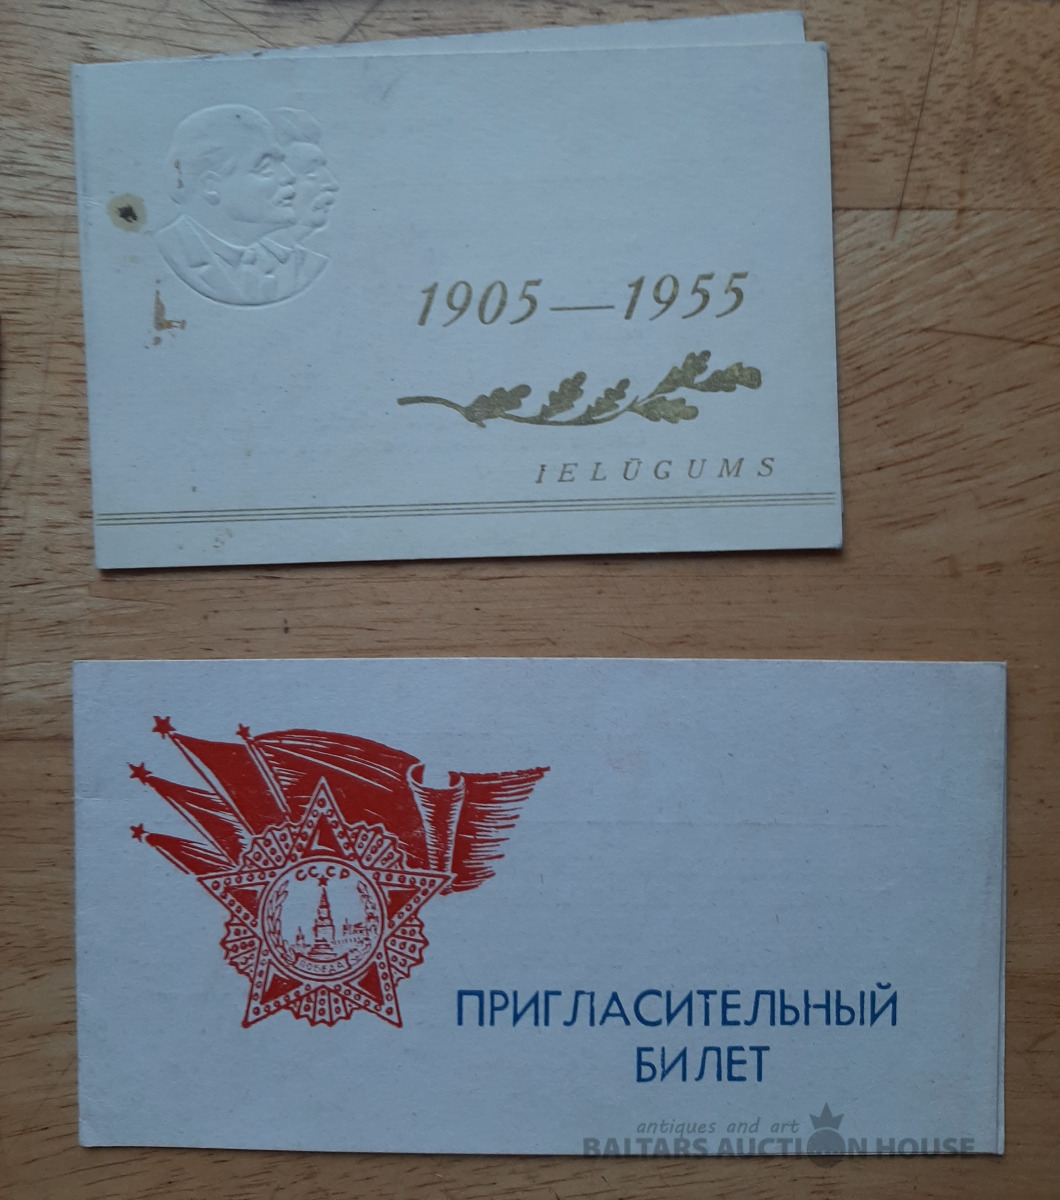 1905—1955
IELŪGUMS
СССР
ПОБЕДА
ПРИГЛАСИТЕЛЬНЫЙ
БИЛЕТ
antiques and art
BALTARS AUCTION HOUSE